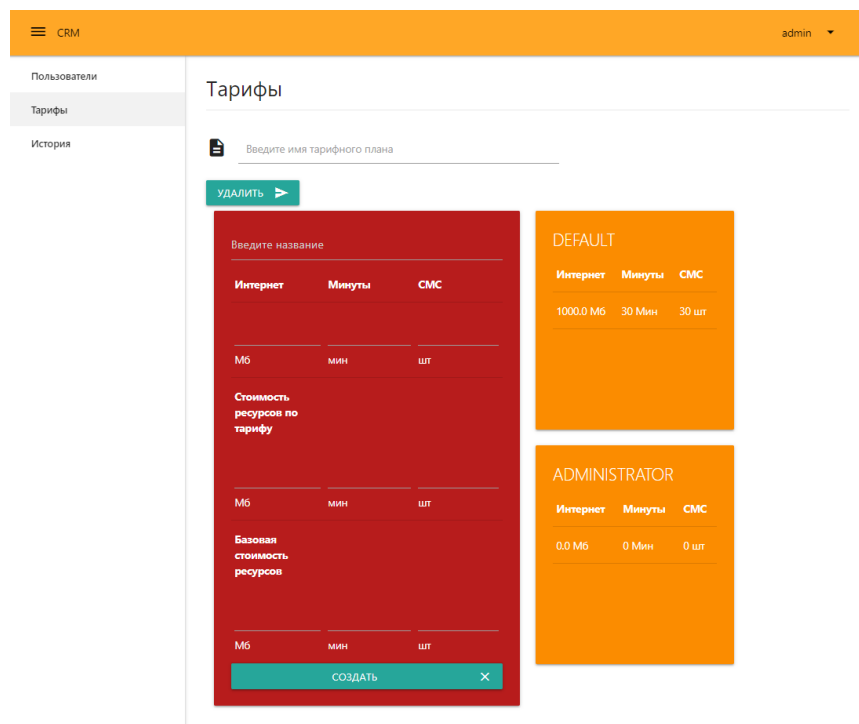 CRM
admin
Пользователи
Тарифы
История
Тарифы
Введите имя тарифного плана
УДАЛИТЬ
Введите название
Интернет Минуты СМС
Мб мин шт
Стоимость
ресурсов по
тарифу
Мб мин шт
Базовая
стоимость
ресурсов
Мб мин шт
СОЗДАТЬ
DEFAULT
Интернет Минуты СМС
1000.0 Мб 30 Мин 30 шт
ADMINISTRATOR
Интернет Минуты СМС
0.0 Мб 0 Мин 0 шт